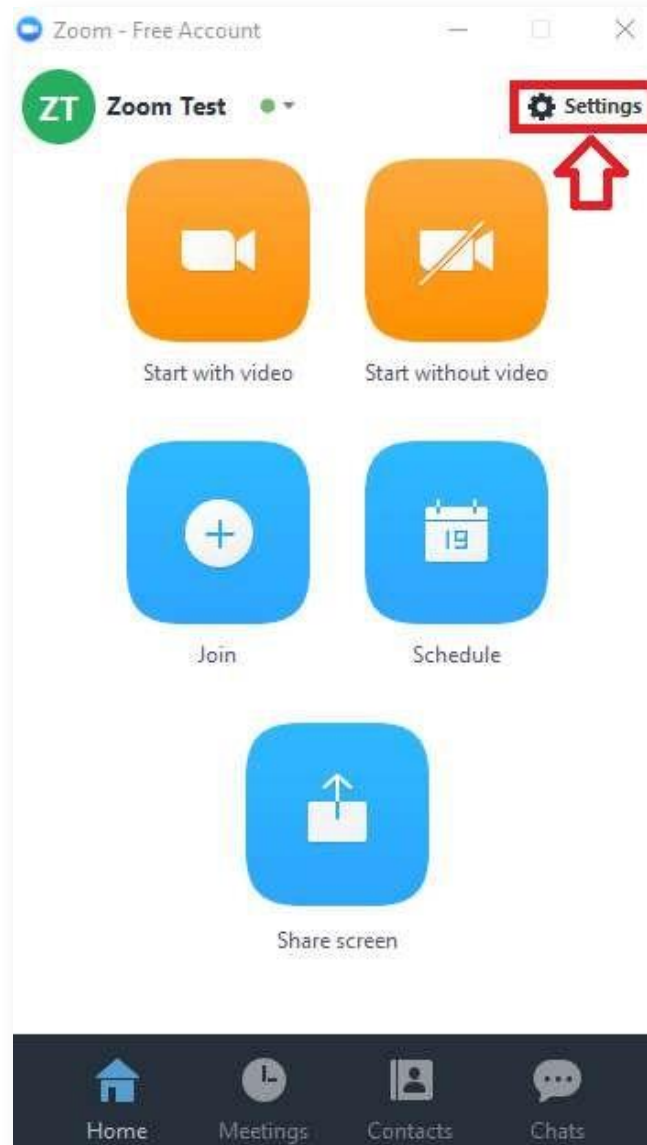 Zoom - Free Account
ZT Zoom Test Settings
Start with video Start without video
19
Join Schedule
Share screen
Home Meetings Contacts Chats